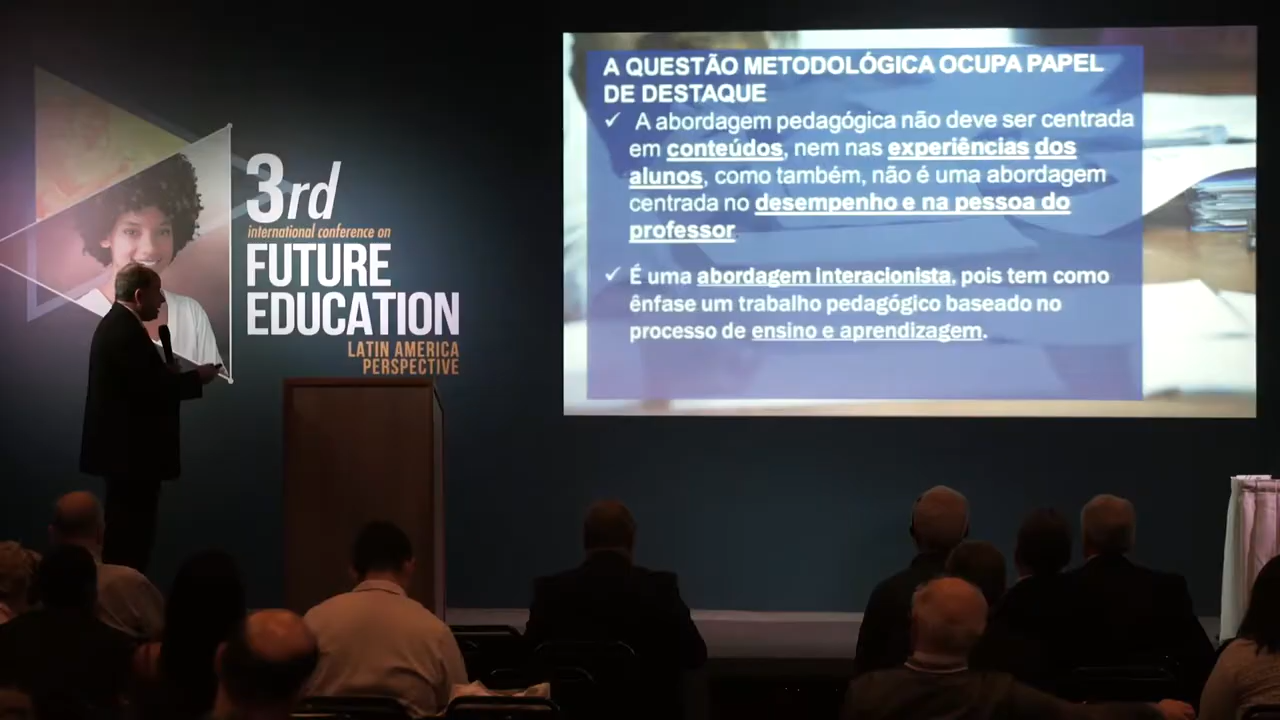 3rd
international conference on
FUTURE
EDUCATION
LATIN AMERICA
PERSPECTIVE
A QUESTÃO METODOLÓGICA OCUPA PAPEL
DE DESTAQUE
✓ A abordagem pedagógica não deve ser centrada
em conteúdos, nem nas experiências dos
alunos, como também, não é uma abordagem
centrada no desempenho e na pessoa do
professor.
✓ É uma abordagem interacionista, pois tem como
ênfase um trabalho pedagógico baseado no
processo de ensino e aprendizagem.